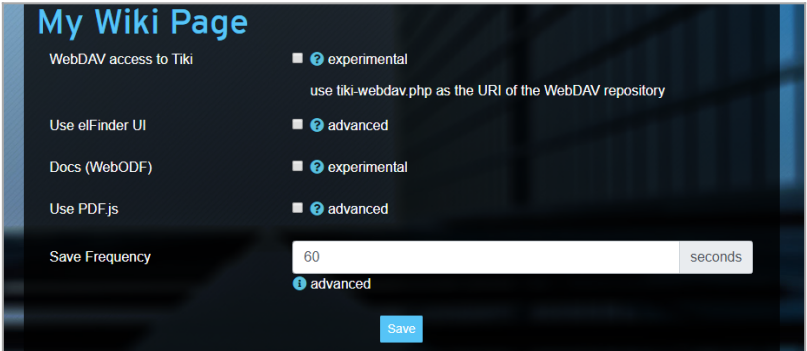 My Wiki Page
WebDAV access to Tiki experimental
use tiki-webdav.php as the URI of the WebDAV repository
Use elFinder UI advanced
Docs (WebODF) experimental
Use PDF.js advanced
Save Frequency 60 seconds
advanced
Save